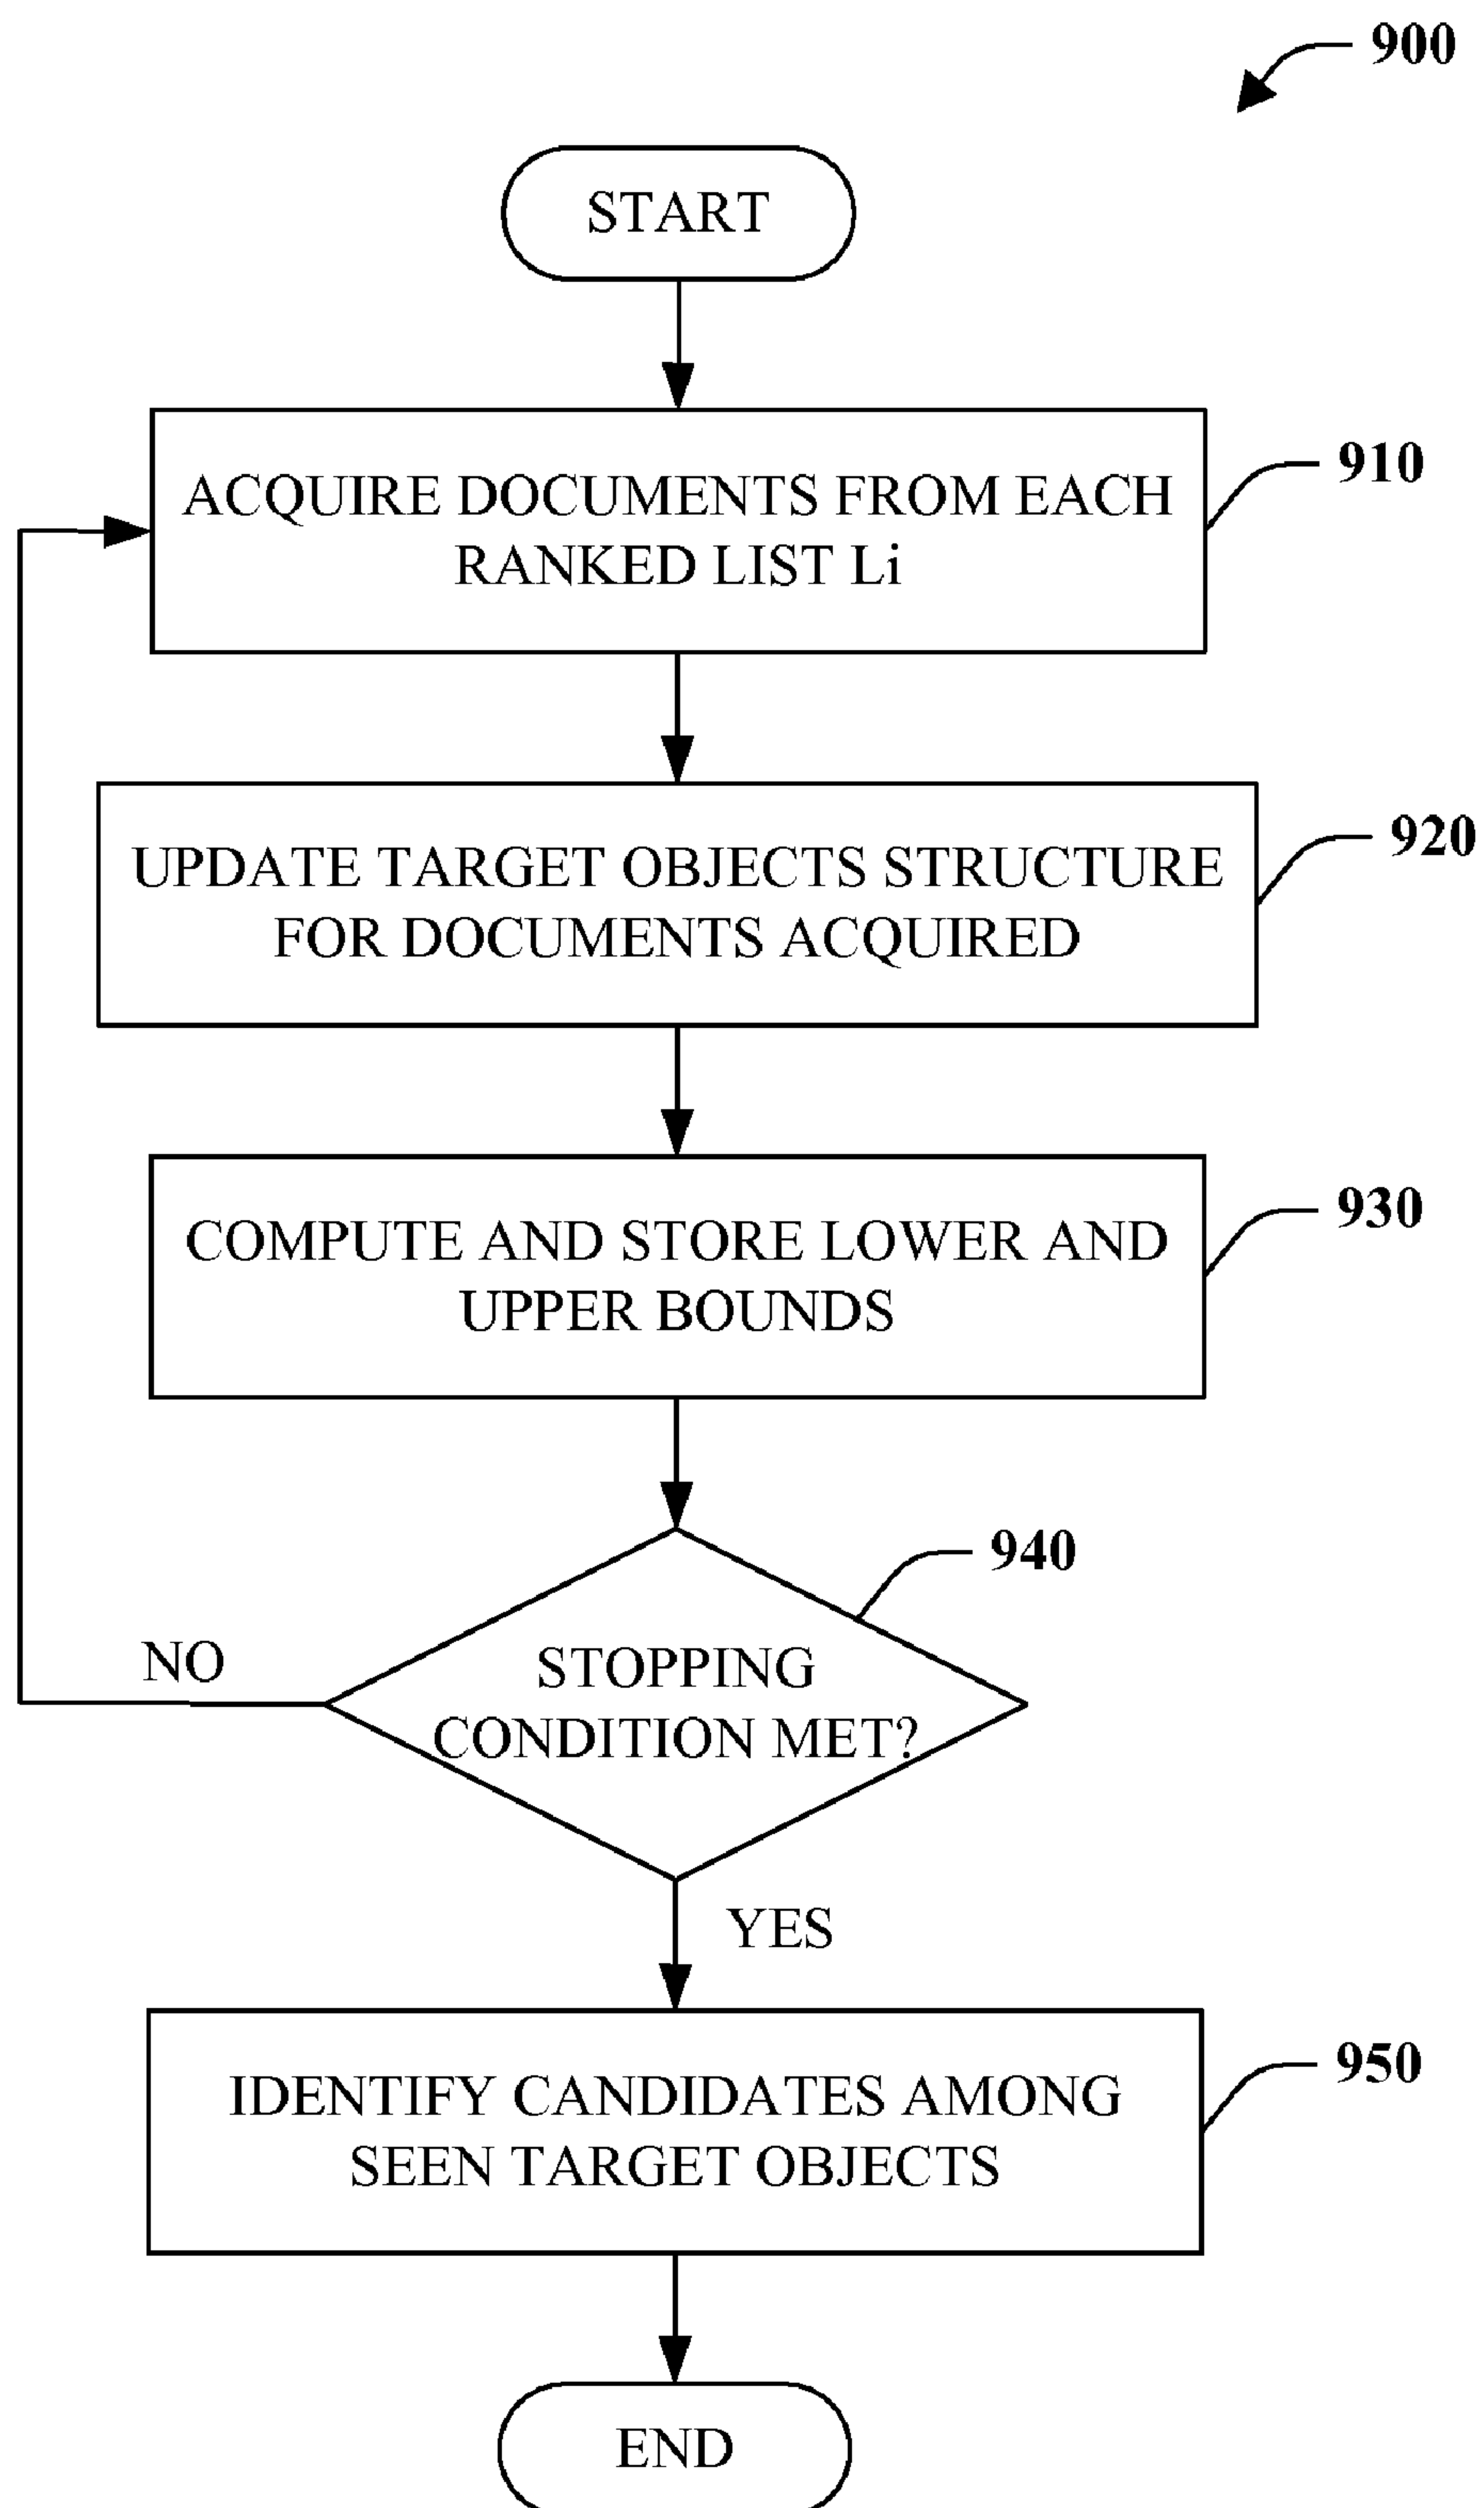 900
START
ACQUIRE DOCUMENTS FROM EACH
RANKED LIST Li
910
UPDATE TARGET OBJECTS STRUCTURE
FOR DOCUMENTS ACQUIRED
920
COMPUTE AND STORE LOWER AND
UPPER BOUNDS
930
940
STOPPING
CONDITION MET?
NO
YES
IDENTIFY CANDIDATES AMONG
SEEN TARGET OBJECTS
950
END